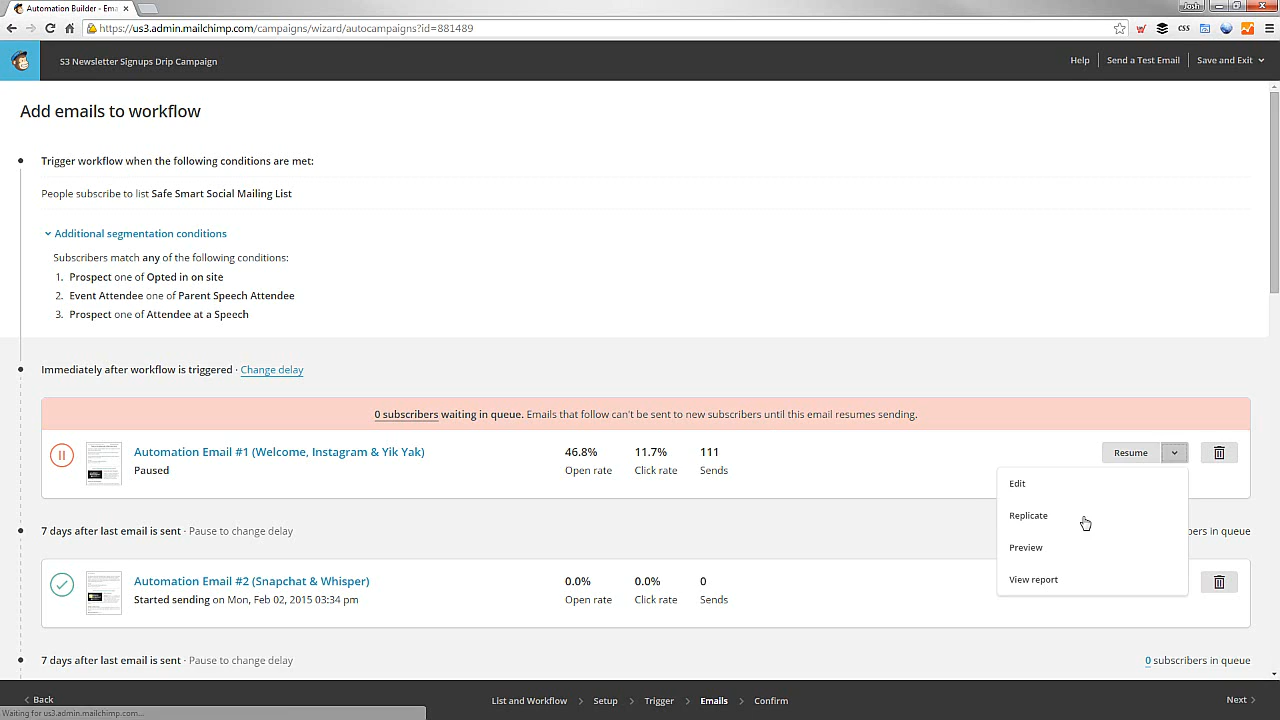 Automation Builder - Ema
Josh
https://us3.admin.mailchimp.com/campaigns/wizard/autocampaigns?id=881489
css
S3 Newsletter Signups Drip Campaign
Help
Send a Test Email
Save and Exit
Add emails to workflow
Trigger workflow when the following conditions are met:
People subscribe to list Safe Smart Social Mailing List
Additional segmentation conditions
Subscribers match any of the following conditions:
1. Prospect one of Opted in on site
2. Event Attendee one of Parent Speech Attendee
3. Prospect one of Attendee at a Speech
Immediately after workflow is triggered · Change delay
0 subscribers waiting in queue. Emails that follow can't be sent to new subscribers until this email resumes sending.
Automation Email #1 (Welcome, Instagram & Yik Yak)
Paused
46.8%
Open rate
11.7%
Click rate
111
Sends
Resume
Edit
Replicate
Preview
View report
7 days after last email is sent · Pause to change delay
bers in queue
Automation Email #2 (Snapchat & Whisper)
Started sending on Mon, Feb 02, 2015 03:34 pm
0.0%
Open rate
0.0%
Click rate
0
Sends
7 days after last email is sent · Pause to change delay
0 subscribers in queue
Back
List and Workflow
Setup
Trigger
Emails
Confirm
Next
Waiting for us3.admin.mailchimp.com...